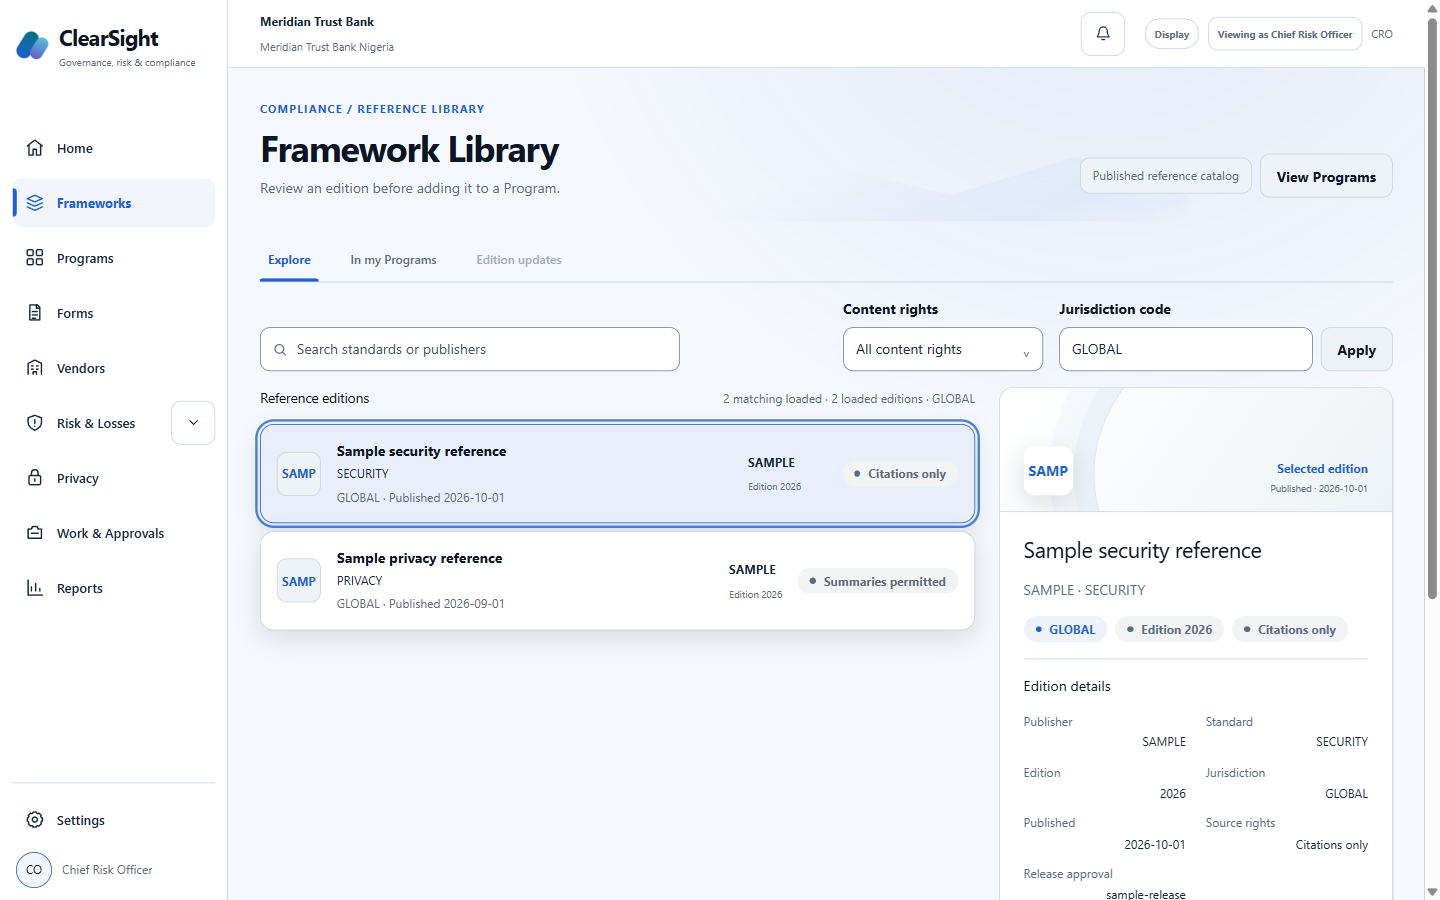 ClearSight
Governance, risk & compliance
Home
Frameworks
Programs
Forms
Vendors
Risk & Losses
Privacy
Work & Approvals
Reports
Settings
CO
Chief Risk Officer
Meridian Trust Bank
Meridian Trust Bank Nigeria
Display
Viewing as Chief Risk Officer
CRO
COMPLIANCE / REFERENCE LIBRARY
Framework Library
Review an edition before adding it to a Program.
Published reference catalog
View Programs
Explore
In my Programs
Edition updates
Search standards or publishers
Content rights
All content rights
Jurisdiction code
GLOBAL
Apply
Reference editions
2 matching loaded · 2 loaded editions · GLOBAL
SAMP
Sample security reference
SECURITY
GLOBAL · Published 2026-10-01
SAMPLE
Edition 2026
Citations only
SAMP
Sample privacy reference
PRIVACY
GLOBAL · Published 2026-09-01
SAMPLE
Edition 2026
Summaries permitted
SAMP
Selected edition
Published · 2026-10-01
Sample security reference
SAMPLE · SECURITY
GLOBAL
Edition 2026
Citations only
Edition details
Publisher
SAMPLE
Standard
SECURITY
Edition
2026
Jurisdiction
GLOBAL
Published
2026-10-01
Source rights
Citations only
Release approval
sample-release